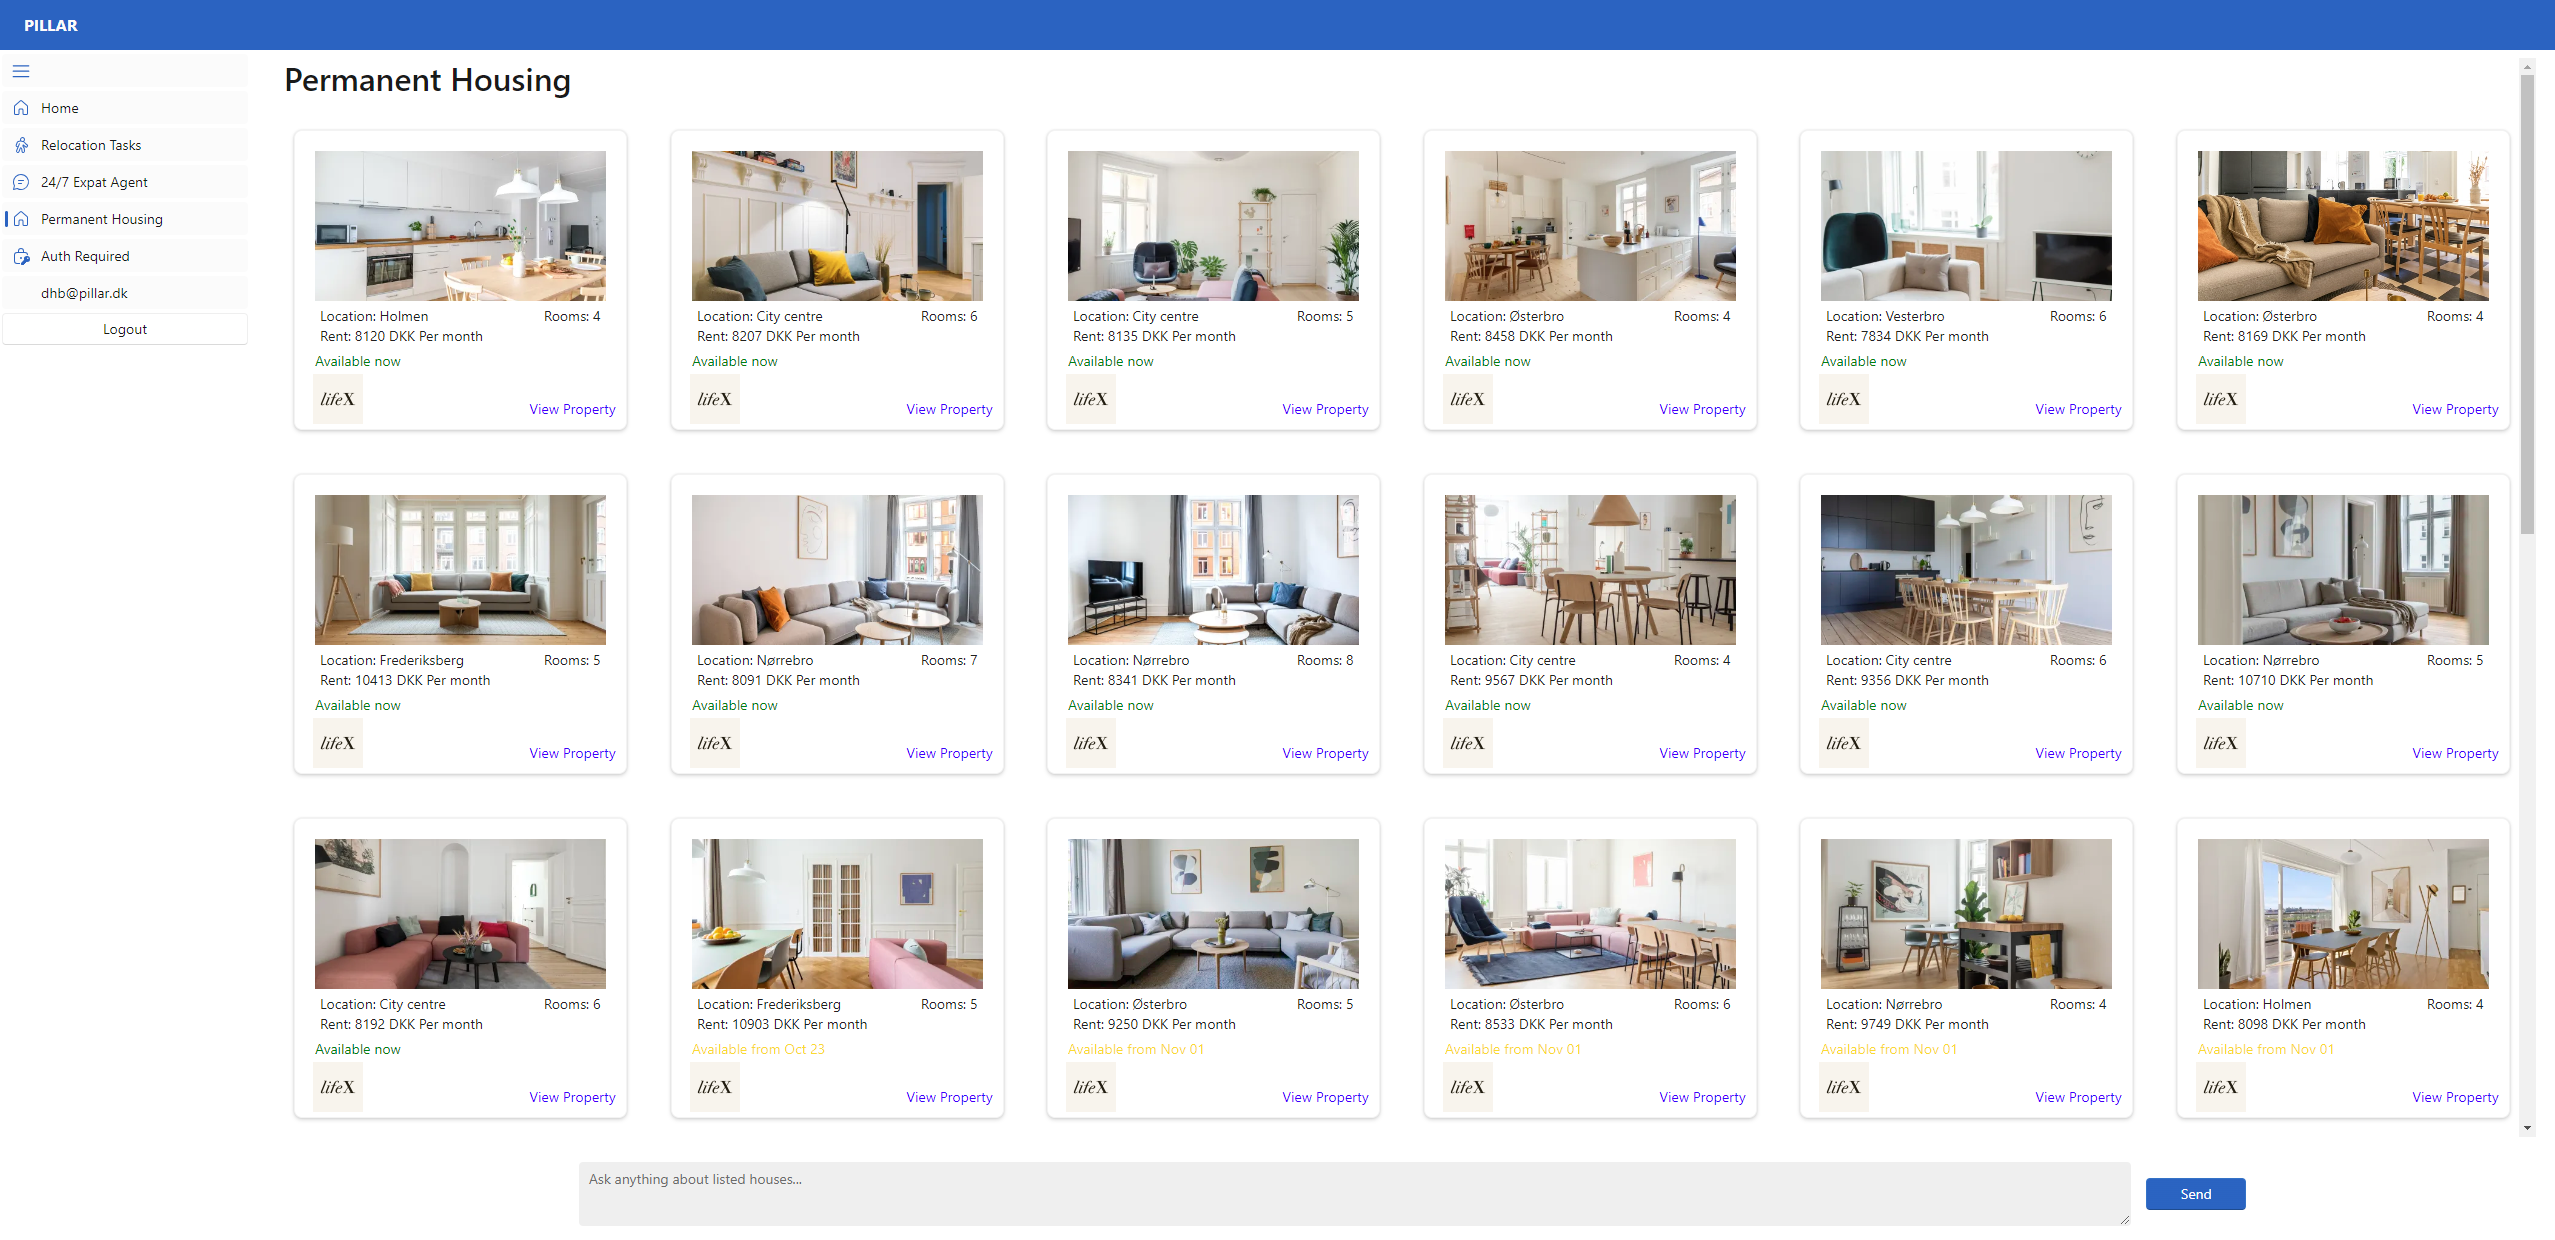 PILLAR
Home
Relocation Tasks
24/7 Expat Agent
Permanent Housing
Auth Required
dhb@pillar.dk
Logout
Permanent Housing
Location: Holmen Rooms: 4
Rent: 8120 DKK Per month
Available now
lifeX View Property
Location: City centre Rooms: 6
Rent: 8207 DKK Per month
Available now
lifeX View Property
Location: City centre Rooms: 5
Rent: 8135 DKK Per month
Available now
lifeX View Property
Location: Østerbro Rooms: 4
Rent: 8458 DKK Per month
Available now
lifeX View Property
Location: Vesterbro Rooms: 6
Rent: 7834 DKK Per month
Available now
lifeX View Property
Location: Østerbro Rooms: 4
Rent: 8169 DKK Per month
Available now
lifeX View Property
Location: Frederiksberg Rooms: 5
Rent: 10413 DKK Per month
Available now
lifeX View Property
Location: Nørrebro Rooms: 7
Rent: 8091 DKK Per month
Available now
lifeX View Property
Location: Nørrebro Rooms: 8
Rent: 8341 DKK Per month
Available now
lifeX View Property
Location: City centre Rooms: 4
Rent: 9567 DKK Per month
Available now
lifeX View Property
Location: City centre Rooms: 6
Rent: 9356 DKK Per month
Available now
lifeX View Property
Location: Nørrebro Rooms: 5
Rent: 10710 DKK Per month
Available now
lifeX View Property
Location: City centre Rooms: 6
Rent: 8192 DKK Per month
Available now
lifeX View Property
Location: Frederiksberg Rooms: 5
Rent: 10903 DKK Per month
Available from Oct 23
lifeX View Property
Location: Østerbro Rooms: 5
Rent: 9250 DKK Per month
Available from Nov 01
lifeX View Property
Location: Østerbro Rooms: 6
Rent: 8533 DKK Per month
Available from Nov 01
lifeX View Property
Location: Nørrebro Rooms: 4
Rent: 9749 DKK Per month
Available from Nov 01
lifeX View Property
Location: Holmen Rooms: 4
Rent: 8098 DKK Per month
Available from Nov 01
lifeX View Property
Ask anything about listed houses...
Send